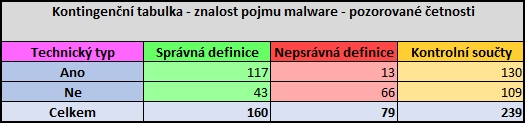 Kontingenční tabulka - znalost pojmu malware - pozorované četnosti
Technický typ Správná definice Nepsrávná definice Kontrolní součty
Ano 117 13 130
Ne 43 66 109
Celkem 160 79 239